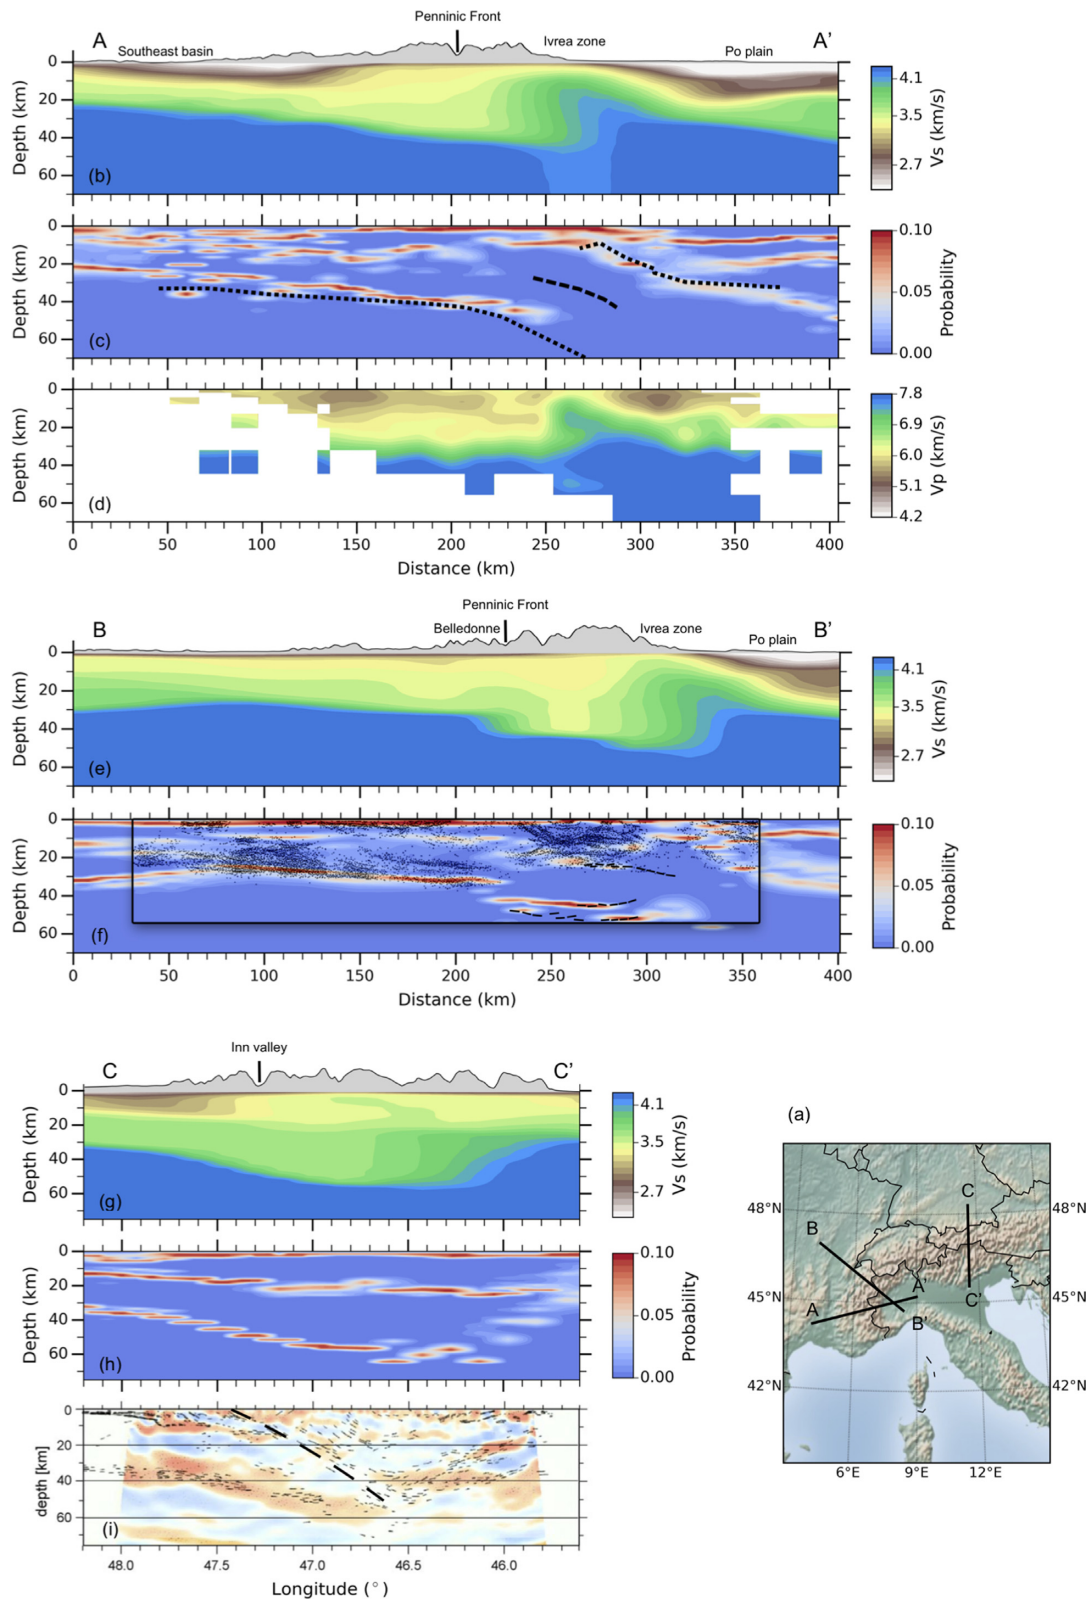 Penninic Front
A
Southeast basin
Ivrea zone
Po plain
A’
0
20
40
60
Depth (km)
(b)
4.1
3.5
2.7
Vs (km/s)
0
20
40
60
Depth (km)
(c)
0.10
0.05
0.00
Probability
0
20
40
60
Depth (km)
(d)
7.8
6.9
6.0
5.1
4.2
Vp (km/s)
0 50 100 150 200 250 300 350 400
Distance (km)
Penninic Front
B
Belledonne
Ivrea zone
Po plain
B’
0
20
40
60
Depth (km)
(e)
4.1
3.5
2.7
Vs (km/s)
0
20
40
60
Depth (km)
(f)
0.10
0.05
0.00
Probability
0 50 100 150 200 250 300 350 400
Distance (km)
Inn valley
C
C’
0
20
40
60
Depth (km)
(g)
4.1
3.5
2.7
Vs (km/s)
0
20
40
60
Depth (km)
(h)
0.10
0.05
0.00
Probability
0
20
40
60
depth [km]
(i)
48.0 47.5 47.0 46.5 46.0
Longitude (°)
(a)
48°N
45°N
42°N
C
B
A
A'
B'
C'
48°N
45°N
42°N
6°E 9°E 12°E